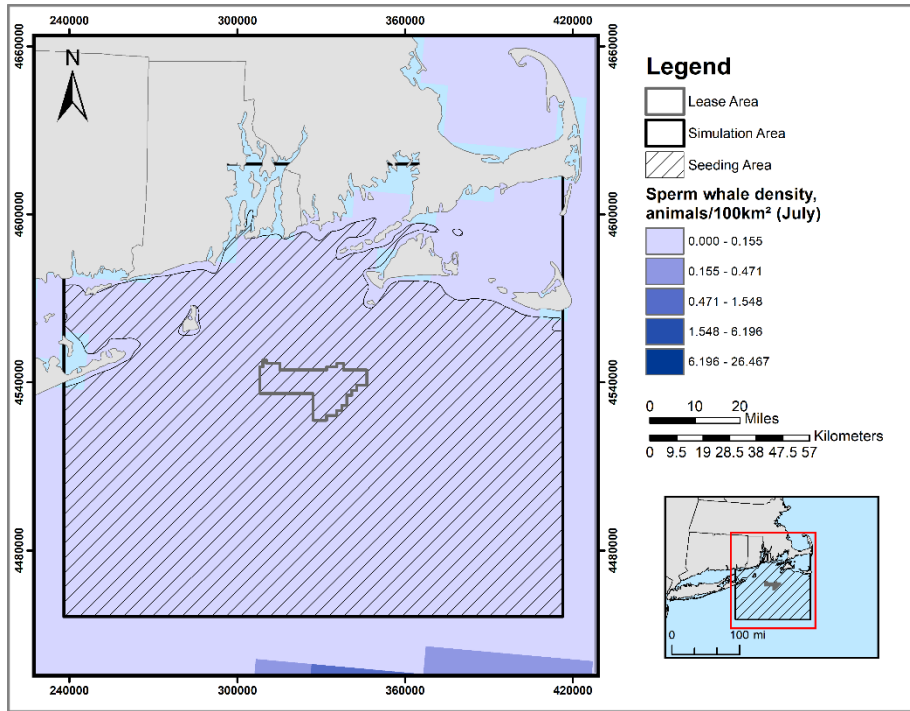 240000 300000 360000 420000
4660000 4660000
N
4600000 4600000
4540000 4540000
4480000 4480000
240000 300000 360000 420000
Legend
Lease Area
Simulation Area
Seeding Area
Sperm whale density,
animals/100km² (July)
0.000 - 0.155
0.155 - 0.471
0.471 - 1.548
1.548 - 6.196
6.196 - 26.467
0 10 20
Miles
Kilometers
0 9.5 19 28.5 38 47.5 57
0 100 mi